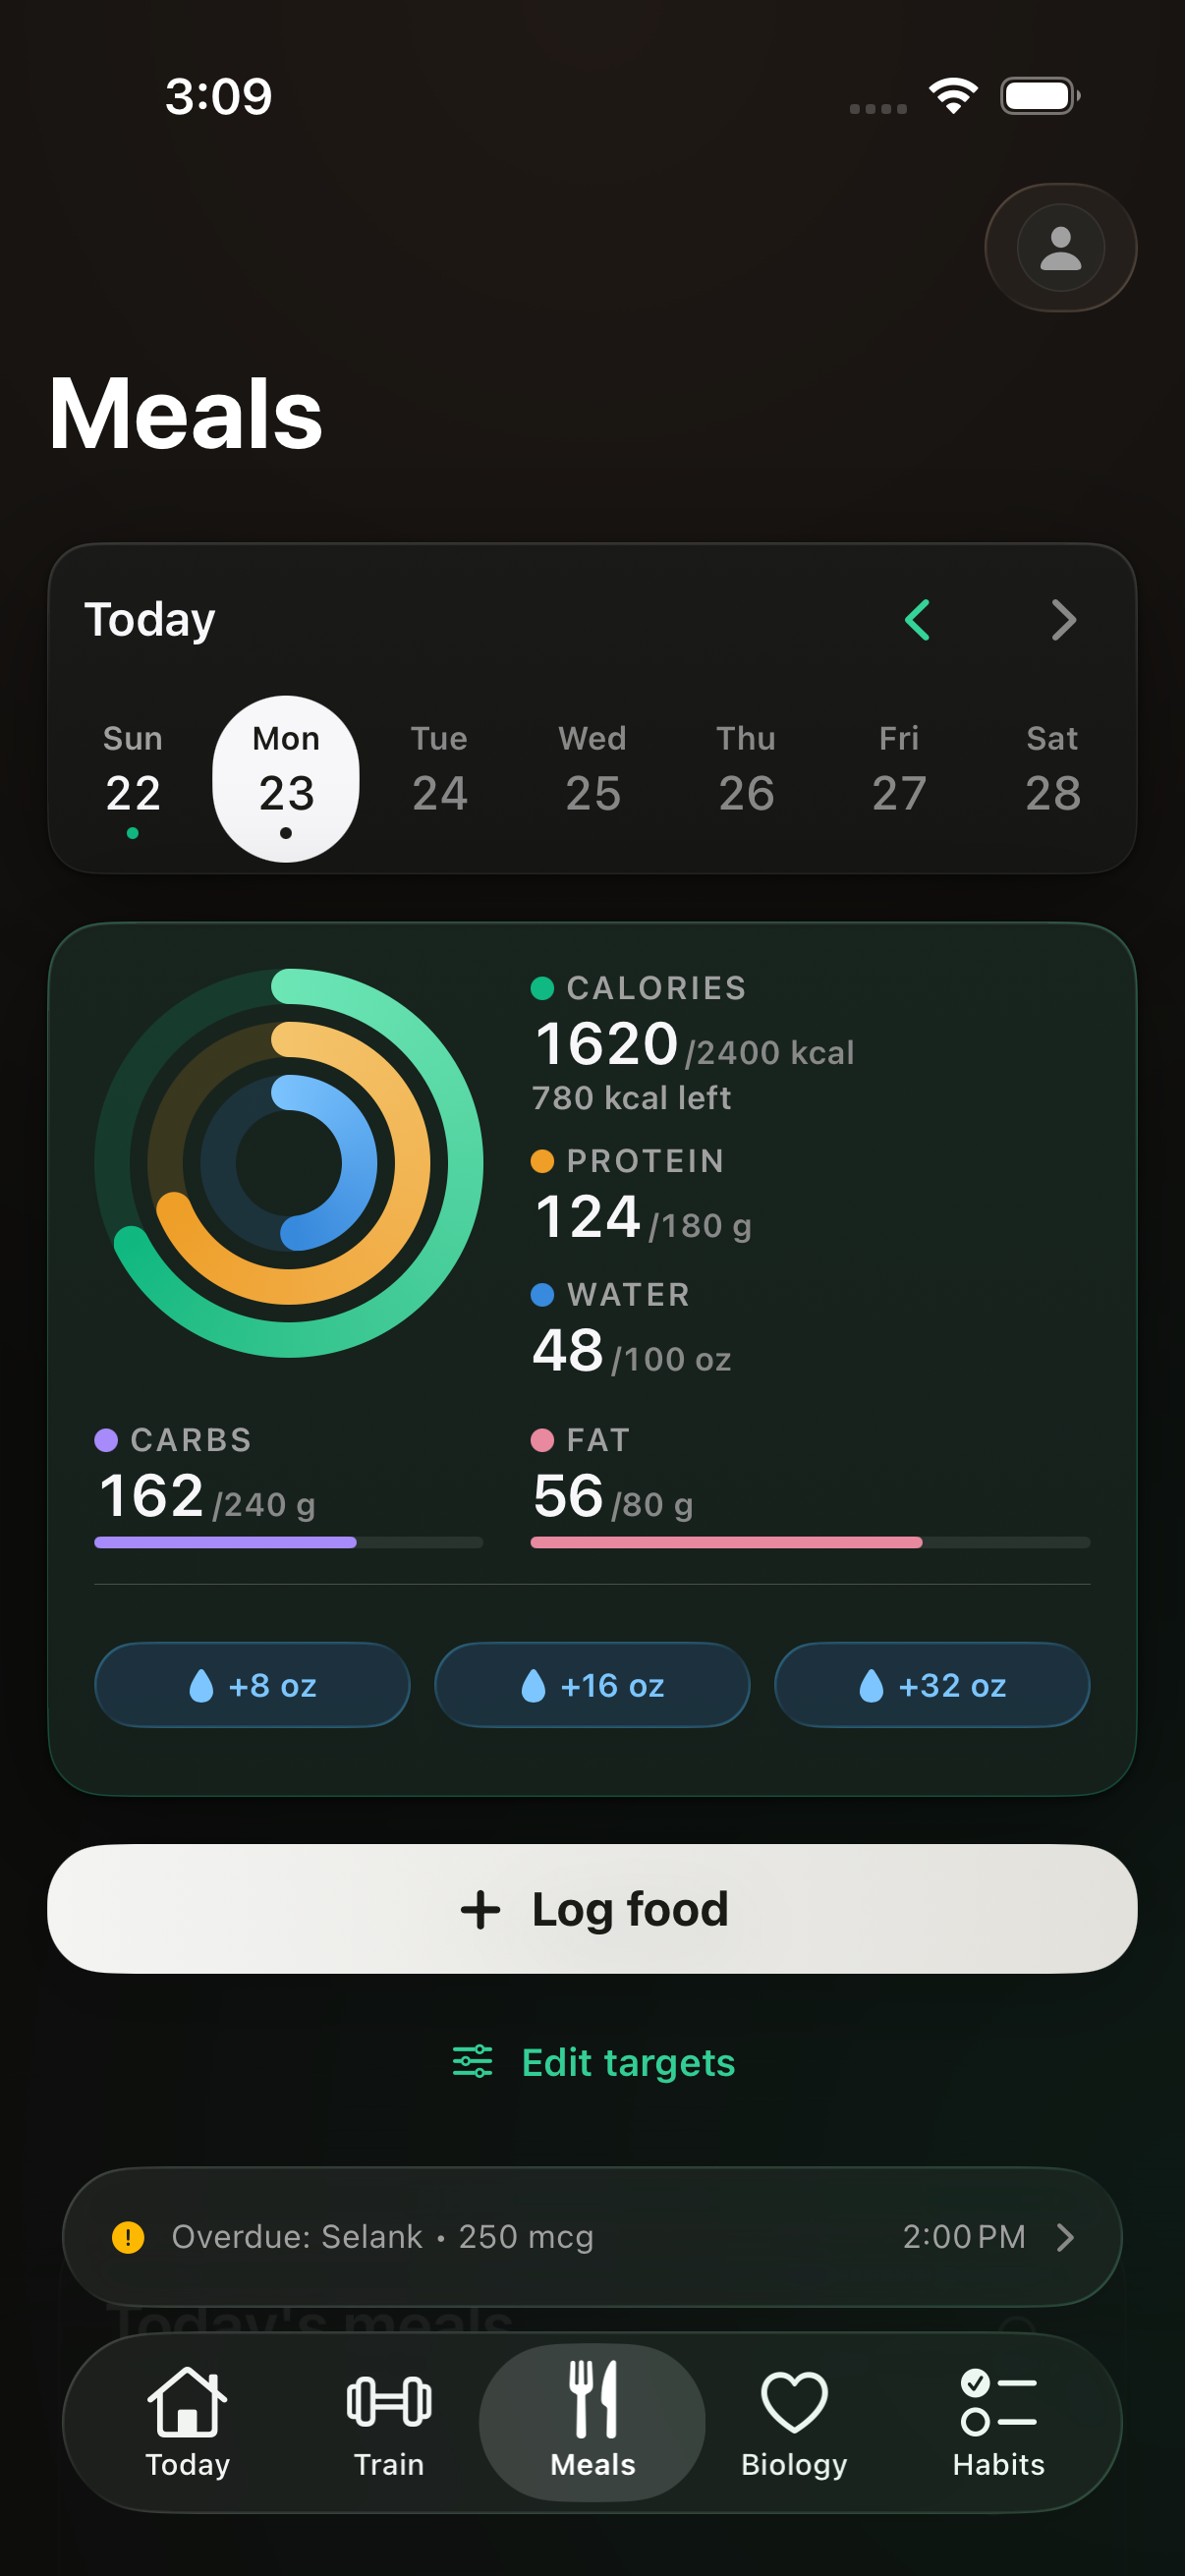 3:09
Meals
Today
Sun Mon Tue Wed Thu Fri Sat
22 23 24 25 26 27 28
CALORIES
1620/2400 kcal
780 kcal left
PROTEIN
124/180 g
WATER
48/100 oz
CARBS
162/240 g
FAT
56/80 g
+8 oz
+16 oz
+32 oz
+ Log food
Edit targets
Overdue: Selank • 250 mcg 2:00 PM
Today's meals
Today Train Meals Biology Habits